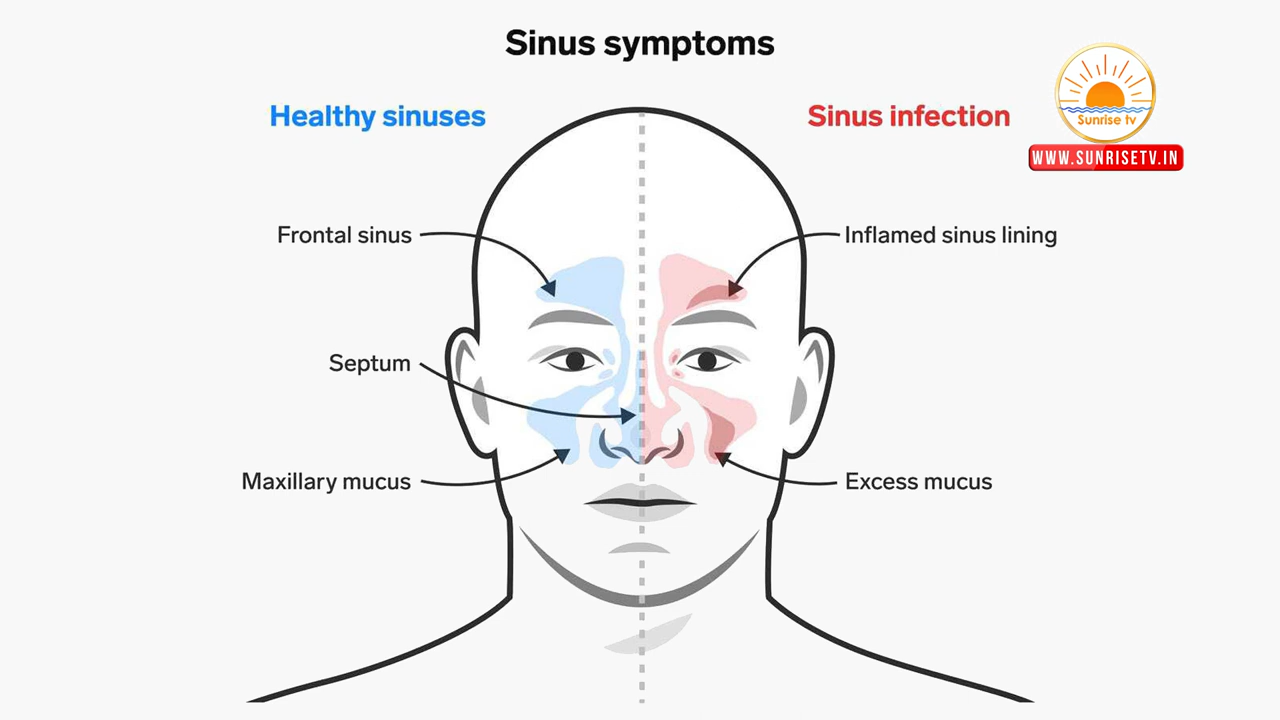 Sinus symptoms
Healthy sinuses
Sinus infection
Sunrise tv
WWW.SUNRISETV.IN
Frontal sinus
Inflamed sinus lining
Septum
Maxillary mucus
Excess mucus